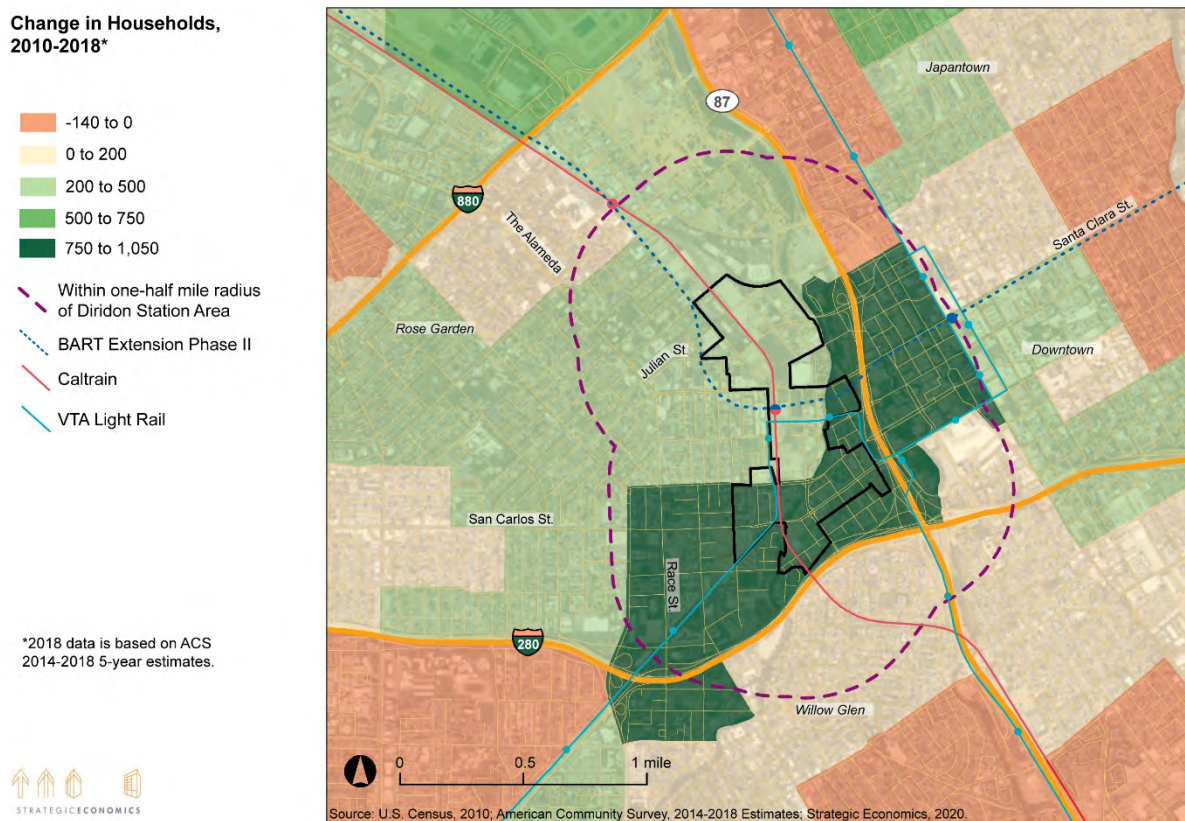 Change in Households,
2010-2018*
-140 to 0
0 to 200
200 to 500
500 to 750
750 to 1,050
Within one-half mile radius
of Diridon Station Area
BART Extension Phase II
Caltrain
VTA Light Rail
*2018 data is based on ACS
2014-2018 5-year estimates.
STRATEGICECONOMICS
Japantown
87
880
The Alameda
Santa Clara St.
Rose Garden
Julian St.
Downtown
San Carlos St.
Race St.
280
Willow Glen
0 0.5 1 mile
Source: U.S. Census, 2010; American Community Survey, 2014-2018 Estimates; Strategic Economics, 2020.